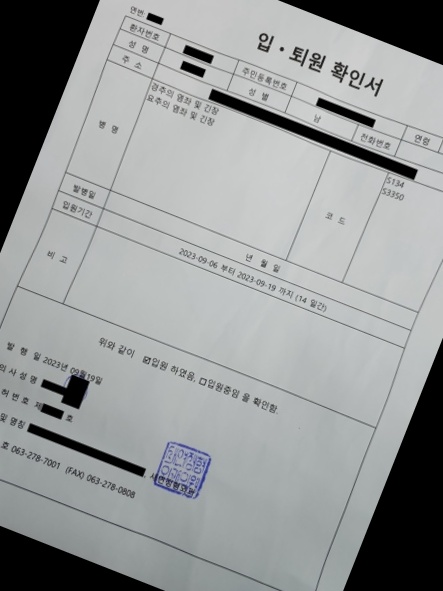 연번:
입 · 퇴원 확인서
환자번호
성 명 주민등록번호
주 소 성 별 남 전화번호 연령
병 명 경추의 염좌 및 긴장
요추의 염좌 및 긴장
코 드 S134
S3350
발병일 년 월 일
입원기간 2023-09-06 부터 2023-09-19 까지 (14 일간)
비 고
위와 같이 ☑입원 하였음, □입원중임 을 확인함.
발 행 일 2023년 09월19일
의 사 성 명
허 번 호 제 호
및 명칭
호 063-278-7001 (FAX) 063-278-0808